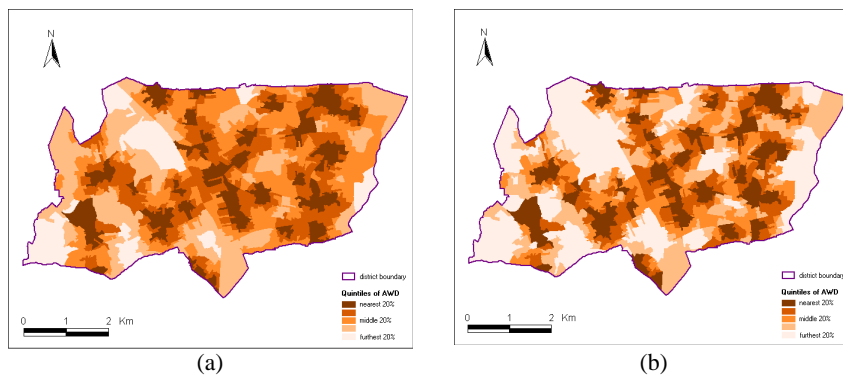 N
district boundary
Quintiles of AWD
nearest 20%
middle 20%
furthest 20%
0 1 2 Km
(a)
N
district boundary
Quintiles of AWD
nearest 20%
middle 20%
furthest 20%
0 1 2 Km
(b)